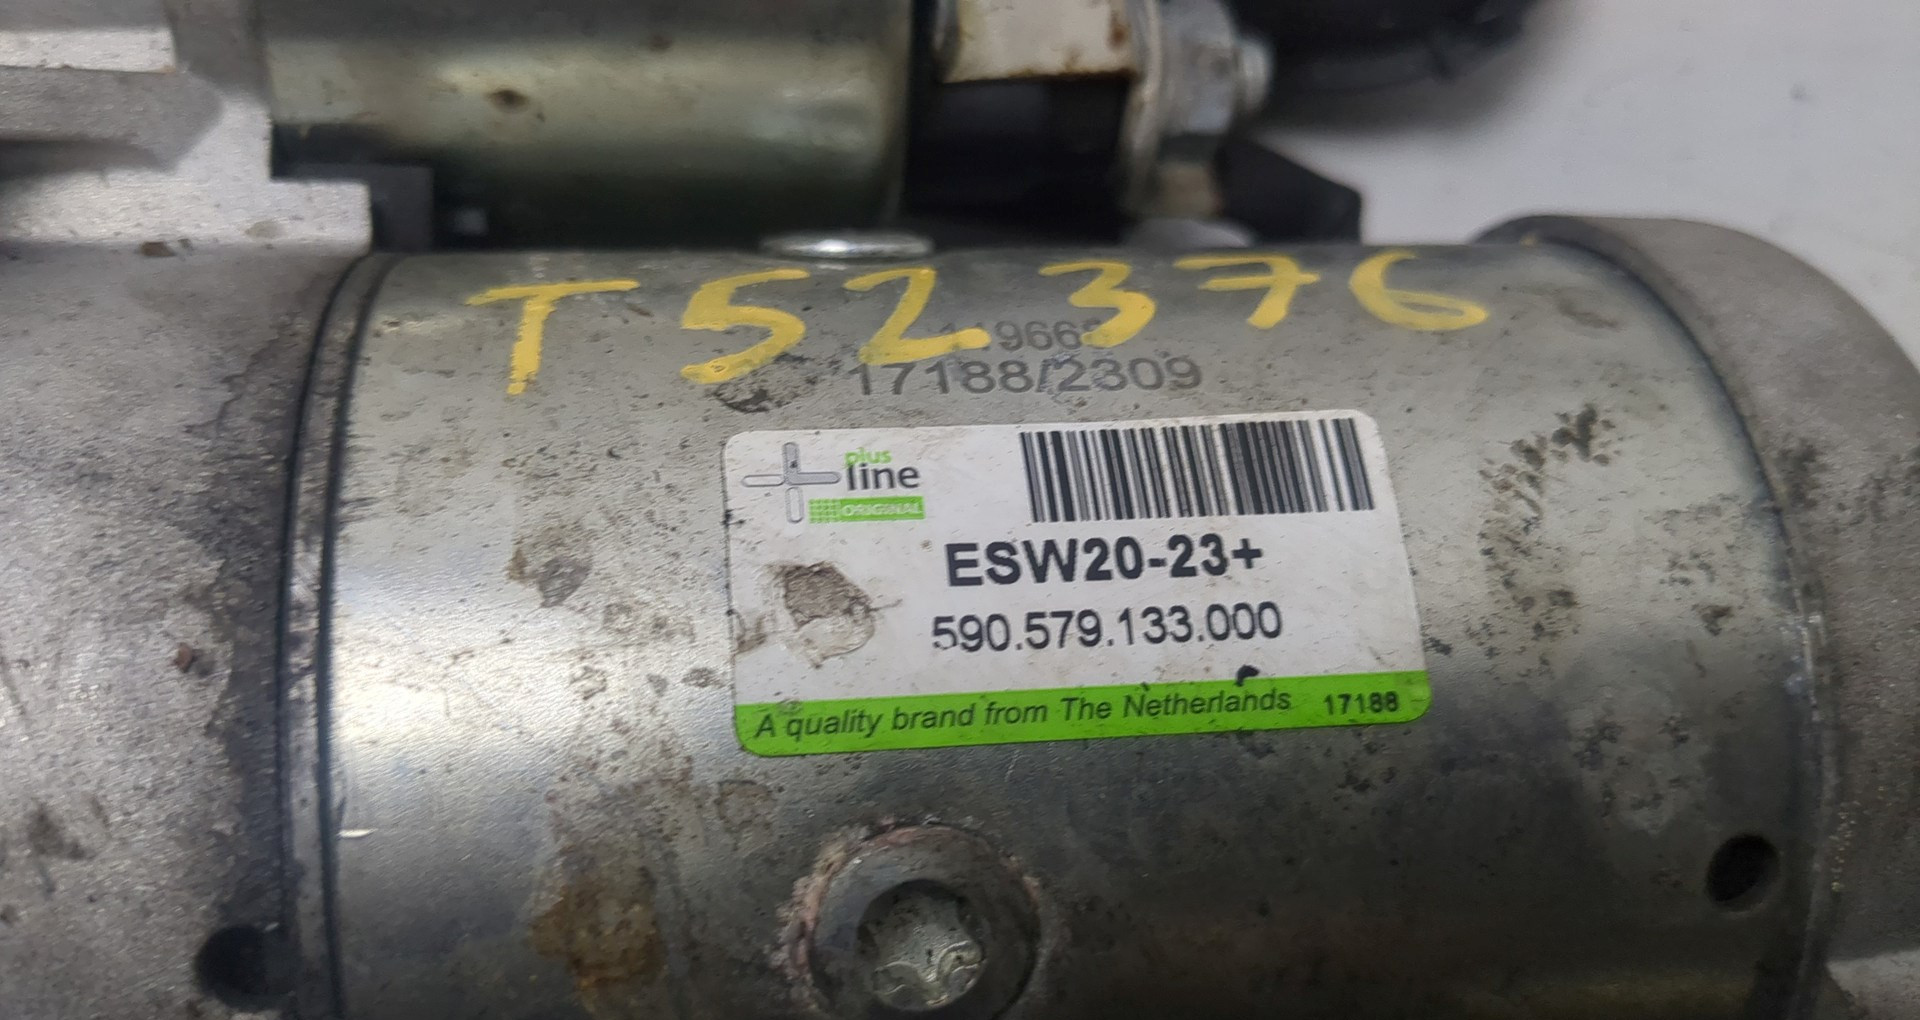 T52376
17188/2309
plus
line
ORIGINAL
ESW20-23+
590.579.133.000
A quality brand from The Netherlands 17188